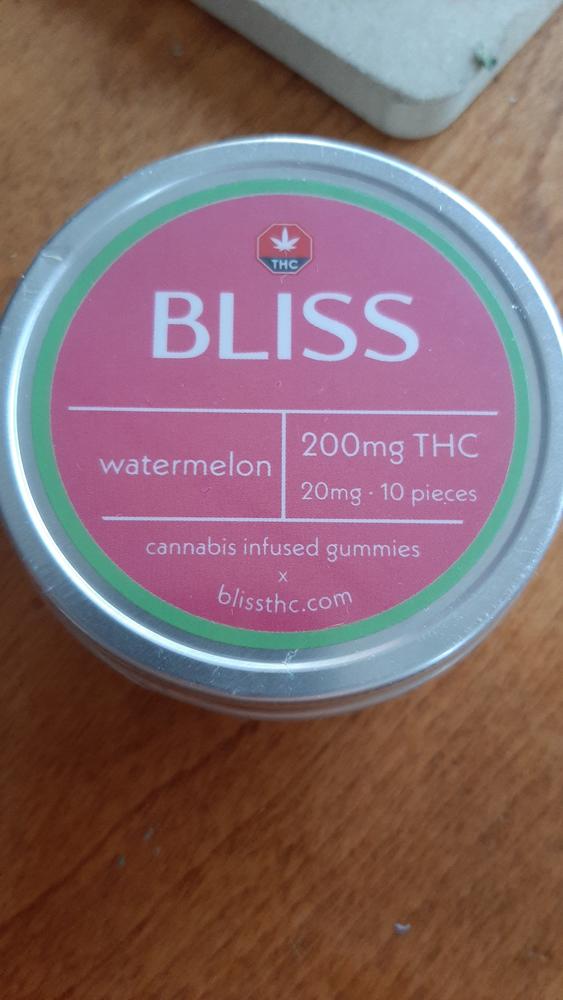 THC
BLISS
watermelon
200mg THC
20mg · 10 pieces
cannabis infused gummies
x
blissthc.com